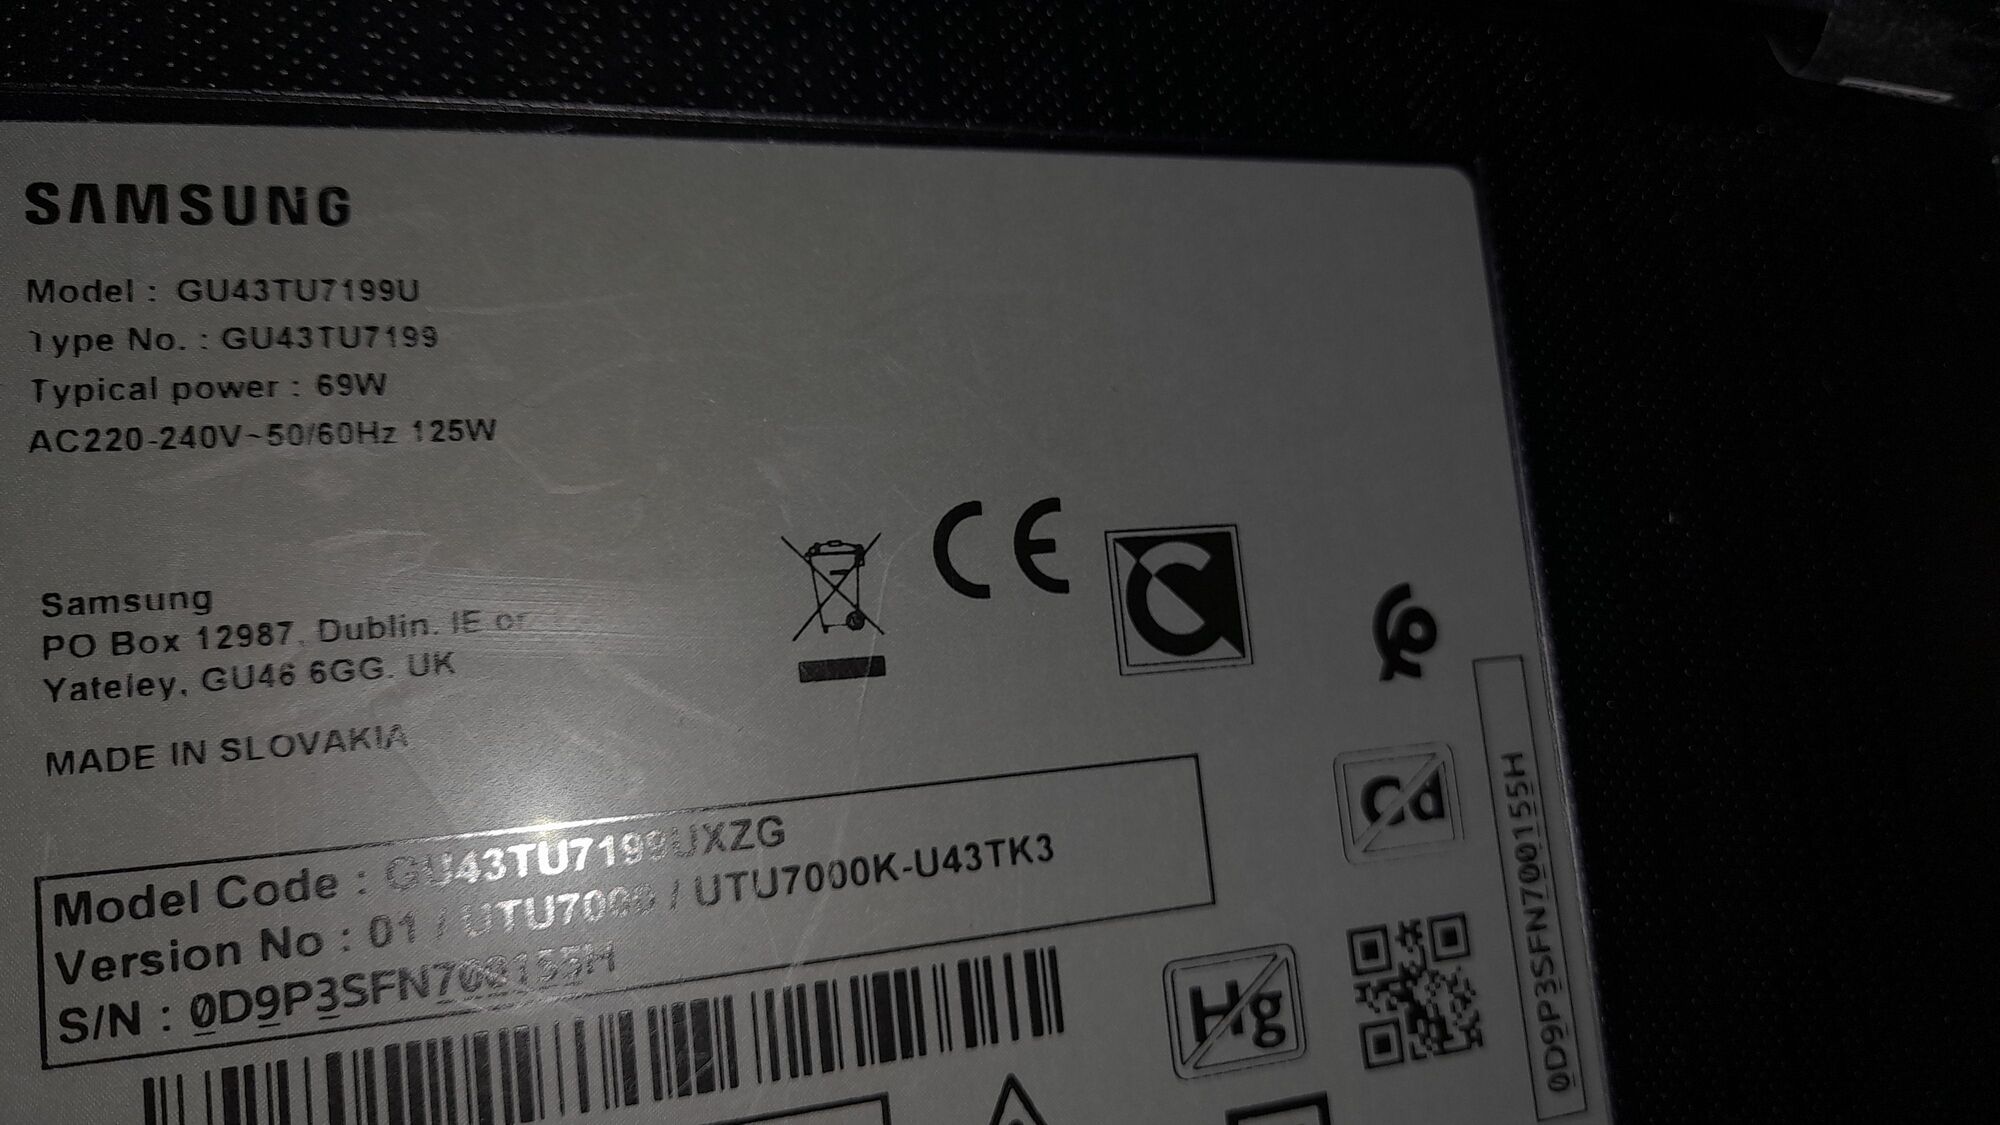 SAMSUNG
Model : GU43TU7199U
Type No. : GU43TU7199
Typical power : 69W
AC220-240V~50/60Hz 125W
CE
Samsung
PO Box 12987, Dublin. IE or
Yateley, GU46 6GG. UK
MADE IN SLOVAKIA
Cd
Model Code : GU43TU7199UXZG
Version No : 01 / UTU7000 / UTU7000K-U43TK3
S/N : 0D9P3SFN700155H
Hg
0D9P3SFN700155H